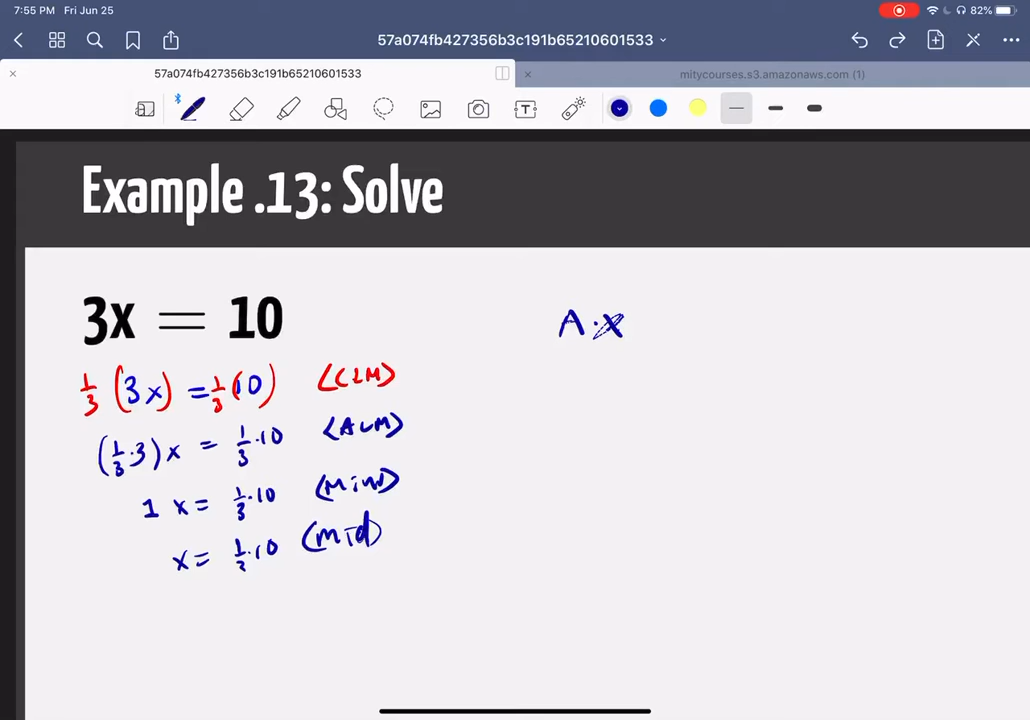 7:55 PM Fri Jun 25 82%
57a074fb427356b3c191b65210601533
57a074fb427356b3c191b65210601533
mitycourses.s3.amazonaws.com (1)
Example .13: Solve
3x = 10
A·x
1/3 (3x) = 1/3 (10) (CLM)
(1/3·3)x = 1/3·10 (ALM)
1 x = 1/3·10 (Minv)
x = 1/3·10 (Mid)